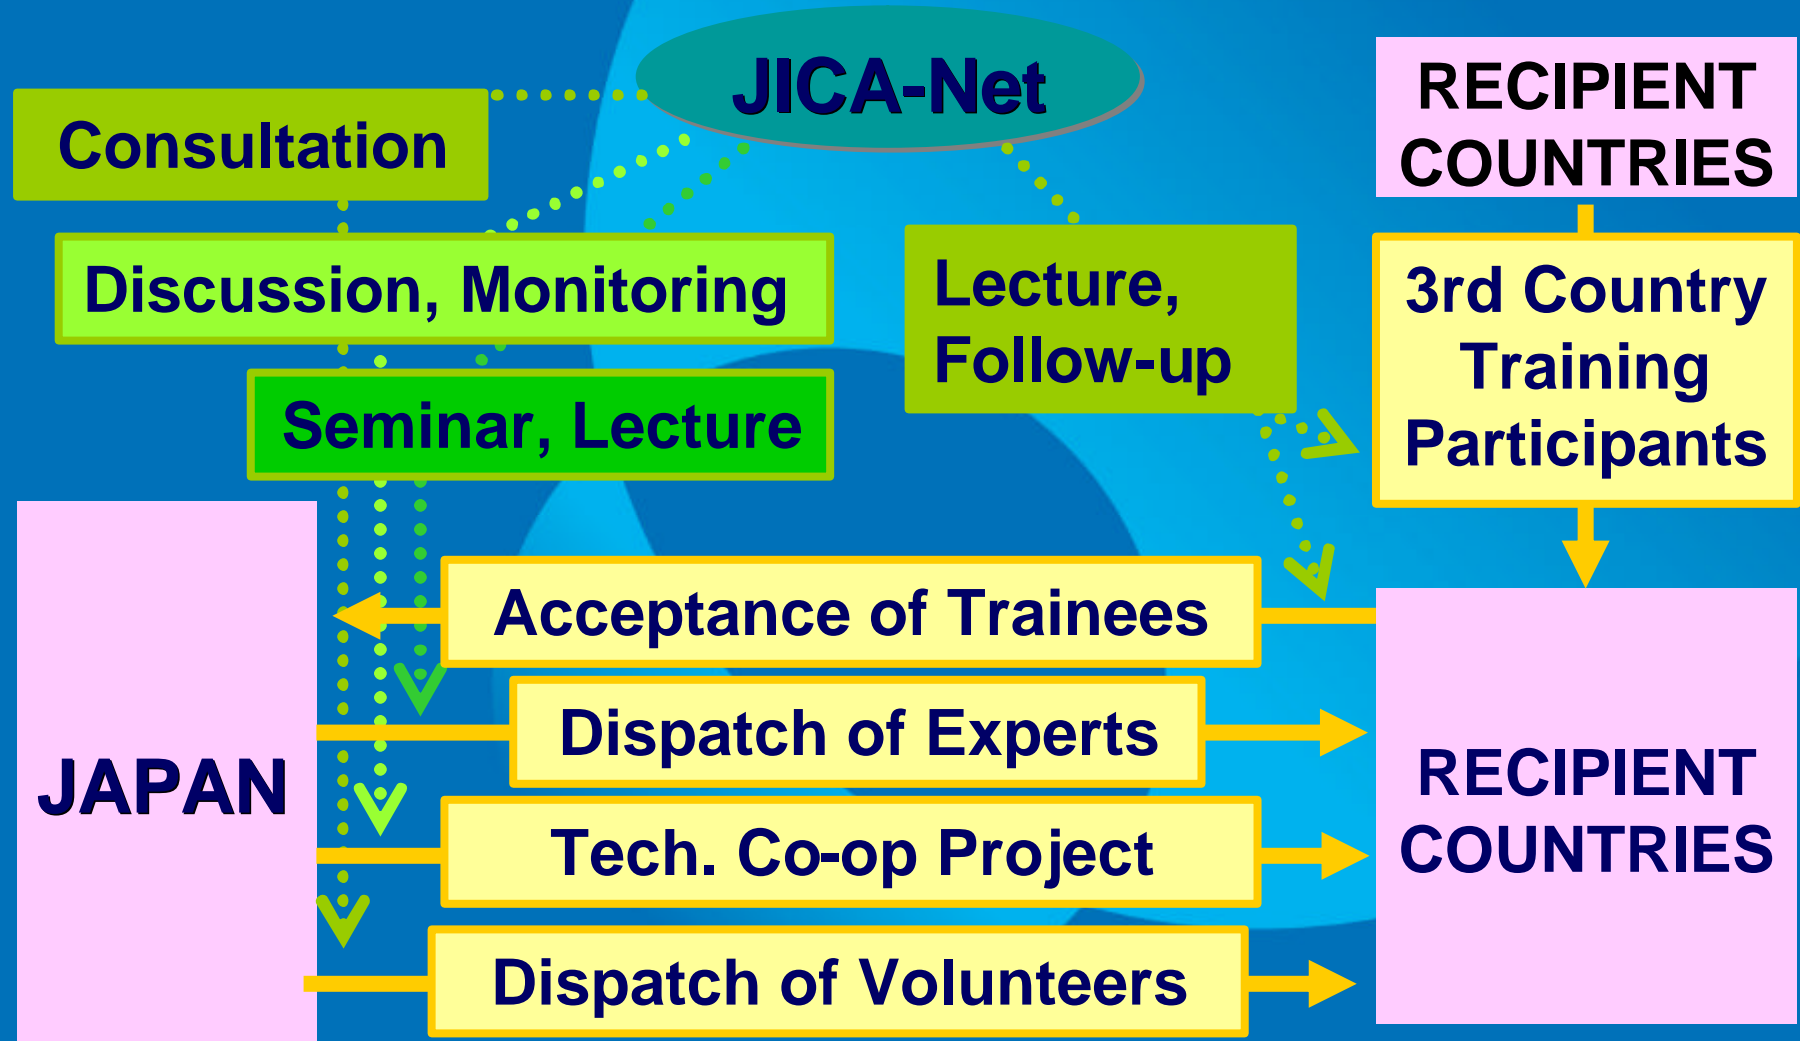 JICA-Net
Consultation
Discussion, Monitoring
Seminar, Lecture
Lecture,
Follow-up
RECIPIENT
COUNTRIES
3rd Country
Training
Participants
JAPAN
Acceptance of Trainees
Dispatch of Experts
Tech. Co-op Project
Dispatch of Volunteers
RECIPIENT
COUNTRIES